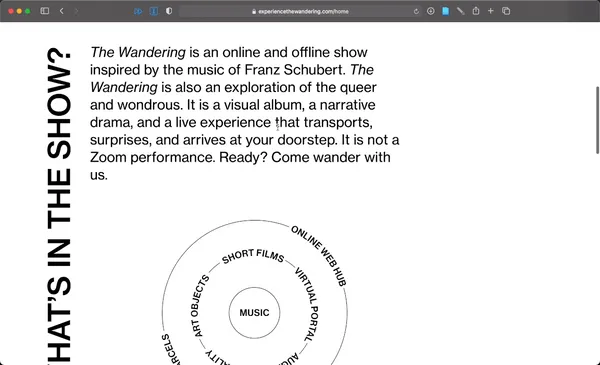 experiencethewandering.com/home
HAT'S IN THE SHOW?
The Wandering is an online and offline show
inspired by the music of Franz Schubert. The
Wandering is also an exploration of the queer
and wondrous. It is a visual album, a narrative
drama, and a live experience that transports,
surprises, and arrives at your doorstep. It is not a
Zoom performance. Ready? Come wander with
us.
ONLINE WEB HUB
SHORT FILMS
VIRTUAL PORTAL
ART OBJECTS
MUSIC
ARCELS
ALITY
AUG